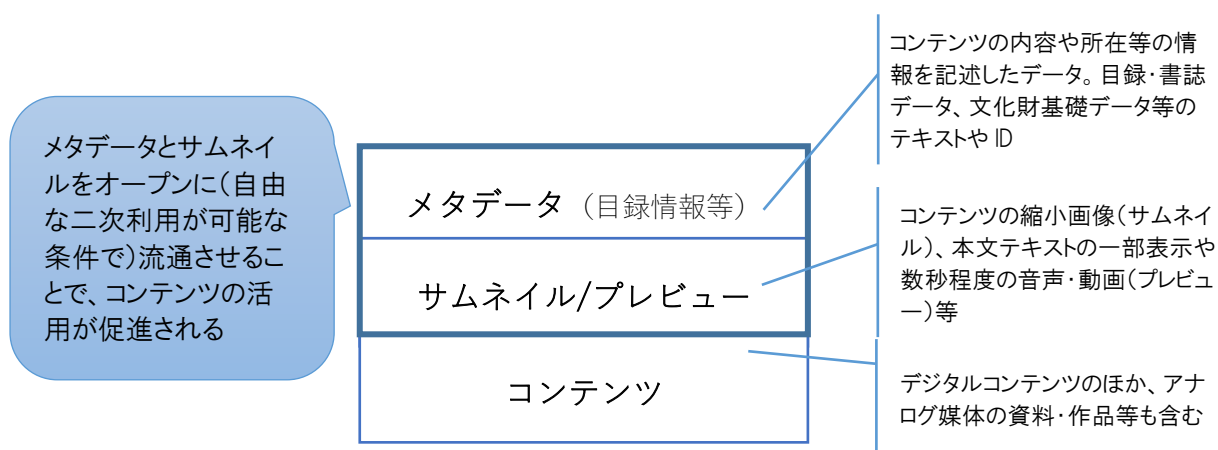 メタデータとサムネイ
ルをオープンに(自由
な二次利用が可能な
条件で)流通させるこ
とで、コンテンツの活
用が促進される
メタデータ（目録情報等）
サムネイル/プレビュー
コンテンツ
コンテンツの内容や所在等の情
報を記述したデータ。目録・書誌
データ、文化財基礎データ等の
テキストや ID
コンテンツの縮小画像(サムネイ
ル)、本文テキストの一部表示や
数秒程度の音声・動画(プレビュ
ー)等
デジタルコンテンツのほか、アナ
ログ媒体の資料・作品等も含む